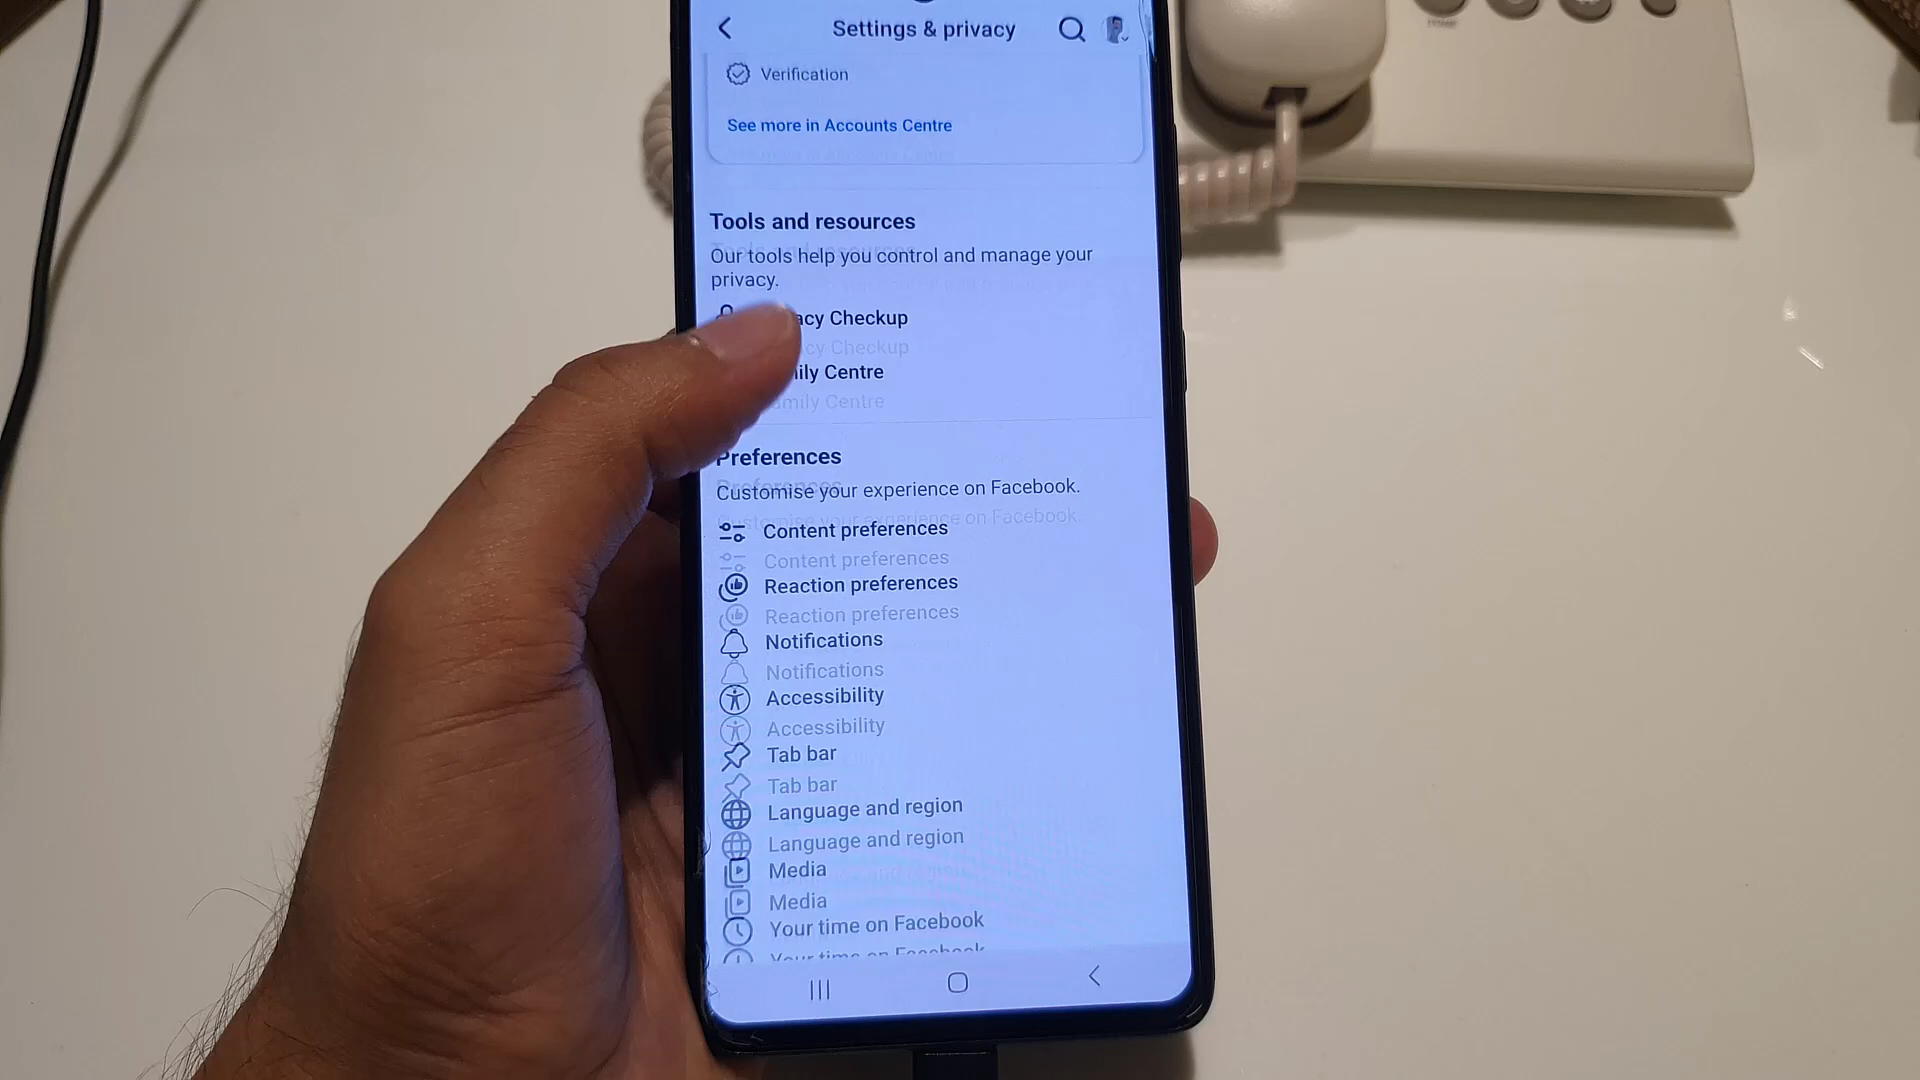 Settings & privacy
Verification
See more in Accounts Centre
Tools and resources
Our tools help you control and manage your
privacy.
acy Checkup
ily Centre
Preferences
Customise your experience on Facebook.
Content preferences
Reaction preferences
Notifications
Accessibility
Tab bar
Language and region
Media
Your time on Facebook